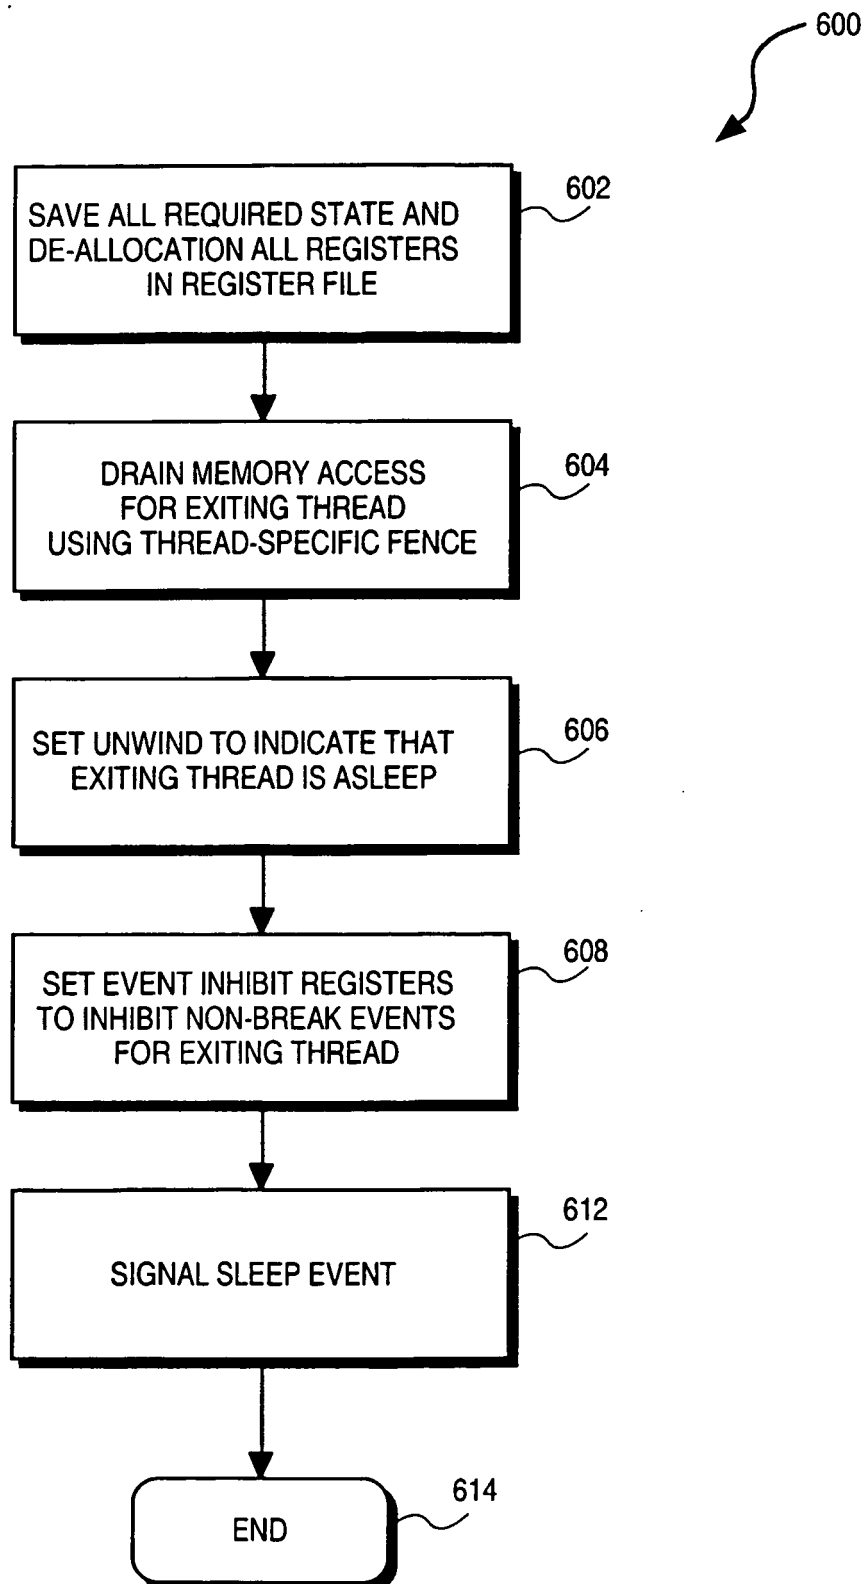 600
602
SAVE ALL REQUIRED STATE AND
DE-ALLOCATION ALL REGISTERS
IN REGISTER FILE
604
DRAIN MEMORY ACCESS
FOR EXITING THREAD
USING THREAD-SPECIFIC FENCE
606
SET UNWIND TO INDICATE THAT
EXITING THREAD IS ASLEEP
608
SET EVENT INHIBIT REGISTERS
TO INHIBIT NON-BREAK EVENTS
FOR EXITING THREAD
612
SIGNAL SLEEP EVENT
614
END